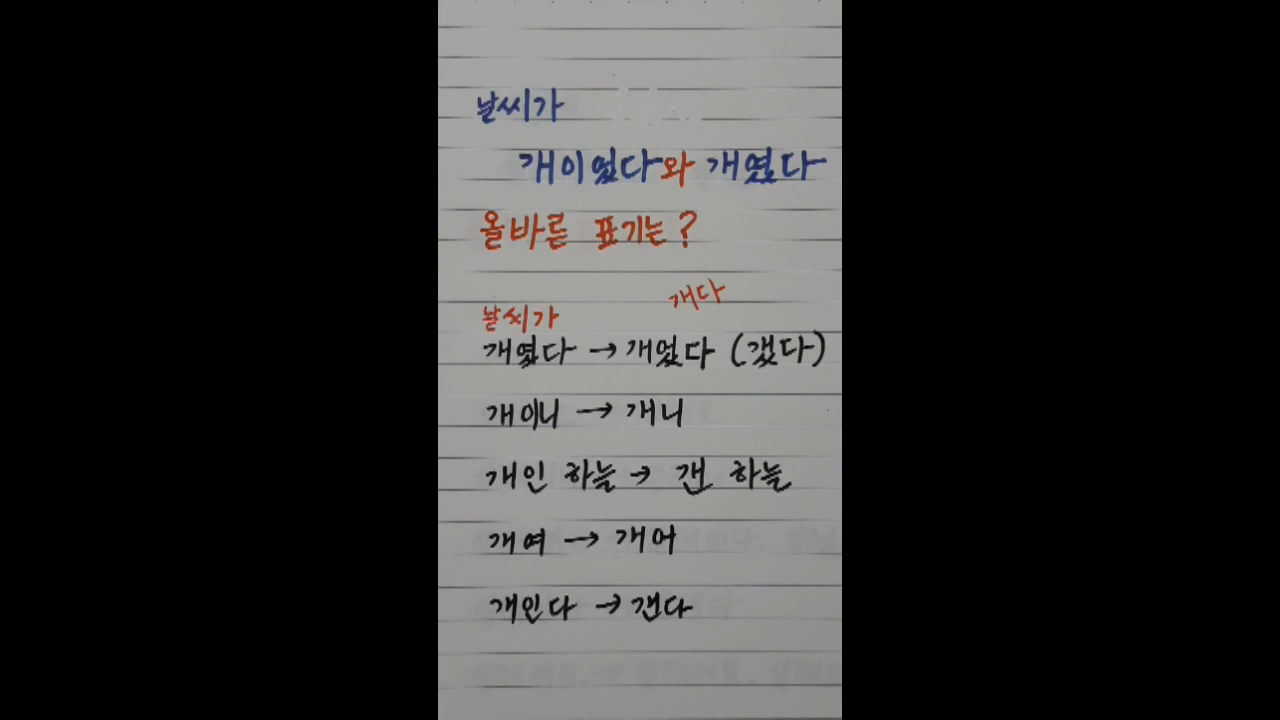 날씨가
개이었다와 개였다
올바른 표기는?
개다
날씨가
개였다 → 개었다 (갰다)
개이니 → 개니
개인 하늘 → 갠 하늘
개여 → 개어
개인다 → 갠다